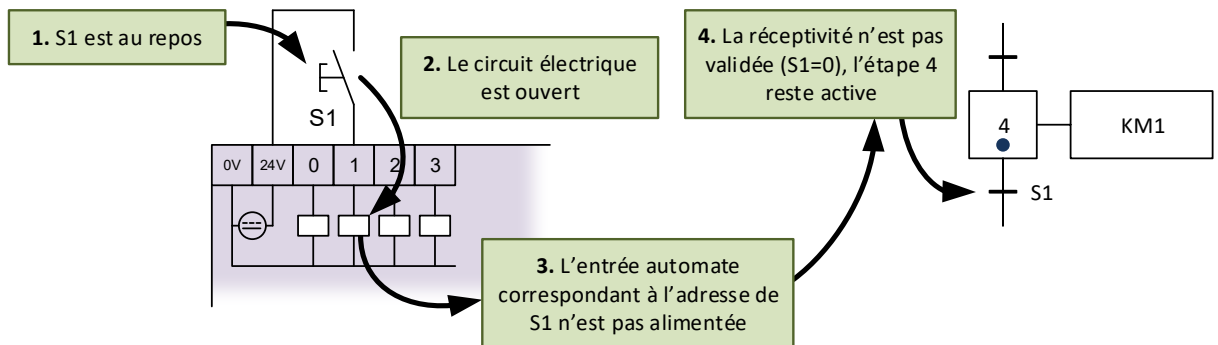 1. S1 est au repos
2. Le circuit électrique
est ouvert
S1
0V 24V 0 1 2 3
3. L’entrée automate
correspondant à l’adresse de
S1 n’est pas alimentée
4. La réceptivité n’est pas
validée (S1=0), l’étape 4
reste active
4
KM1
S1